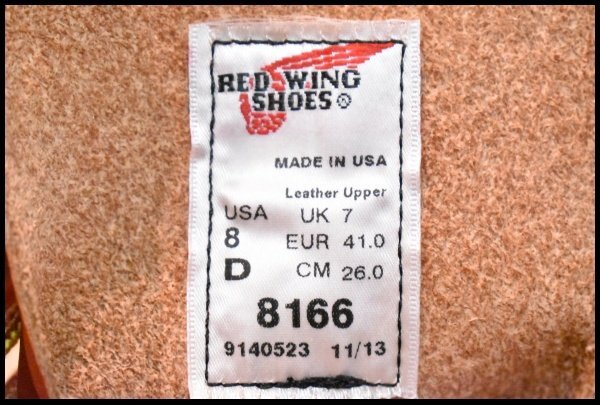 RED WING
SHOES®
MADE IN USA
Leather Upper
USA UK 7
8 EUR 41.0
D CM 26.0
8166
9140523 11/13